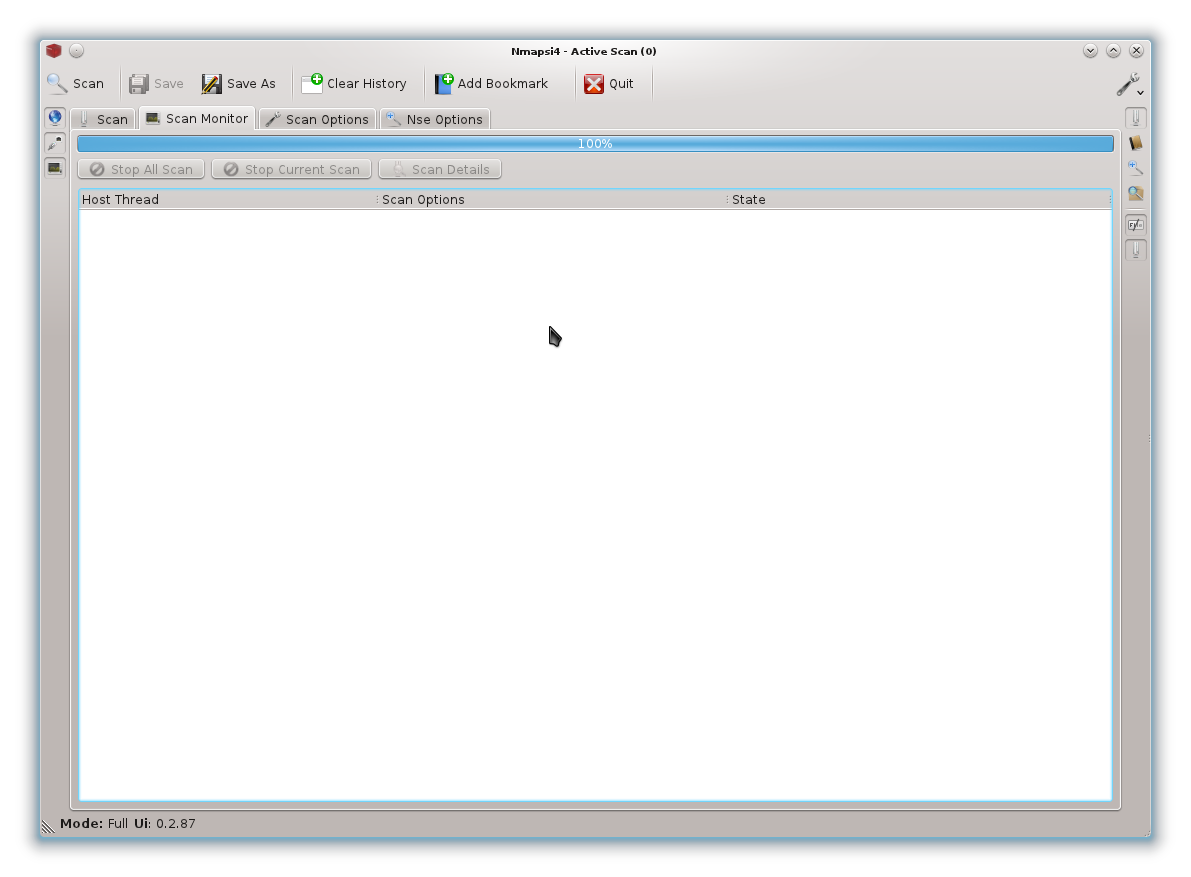 Nmapsi4 - Active Scan (0)
Scan Save Save As Clear History Add Bookmark Quit
Scan Scan Monitor Scan Options Nse Options
100%
Stop All Scan Stop Current Scan Scan Details
Host Thread Scan Options State
Mode: Full Ui: 0.2.87